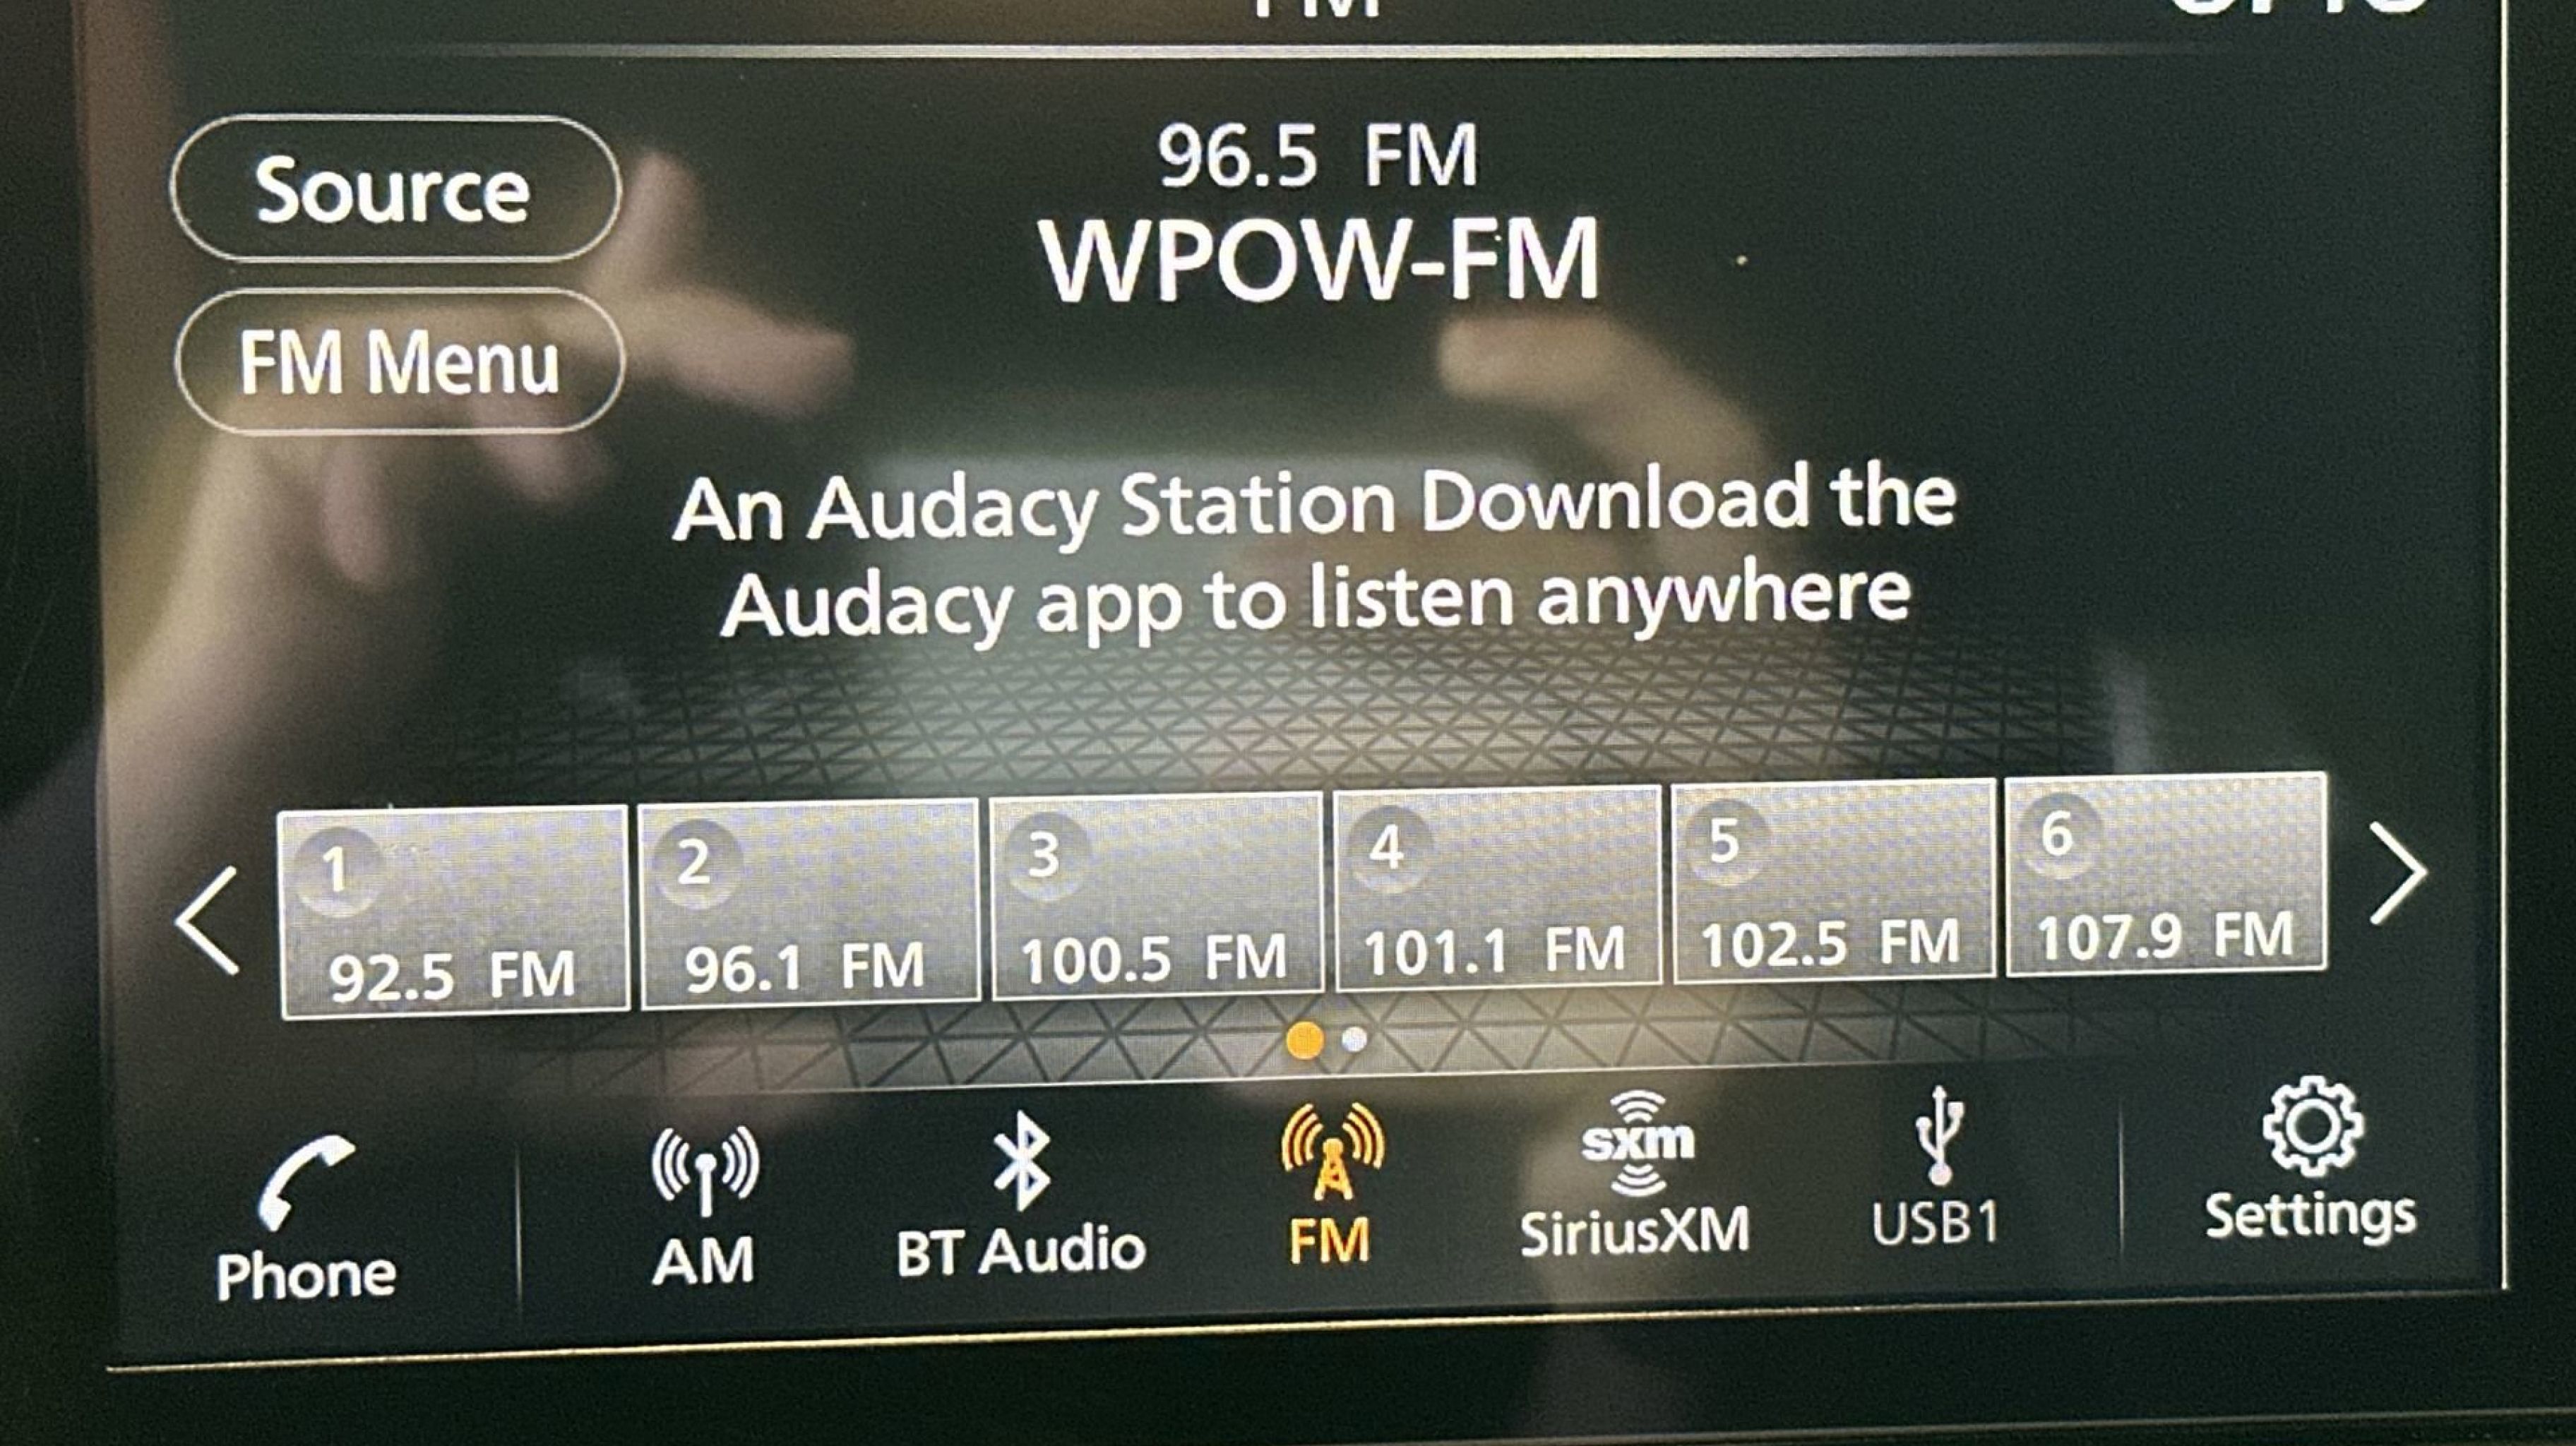 FM
Source
96.5 FM
WPOW-FM
FM Menu
An Audacy Station Download the
Audacy app to listen anywhere
1
92.5 FM
2
96.1 FM
3
100.5 FM
4
101.1 FM
5
102.5 FM
6
107.9 FM
Phone
AM
BT Audio
FM
sxm
SiriusXM
USB1
Settings